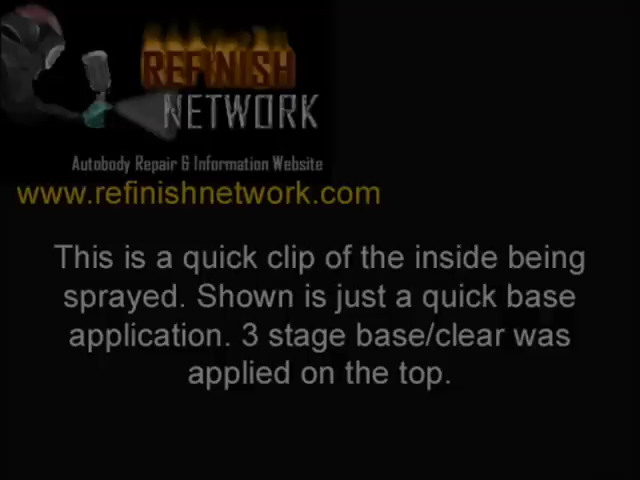 REFINISH
NETWORK
Autobody Repair & Information Website
www.refinishnetwork.com
This is a quick clip of the inside being
sprayed. Shown is just a quick base
application. 3 stage base/clear was
applied on the top.